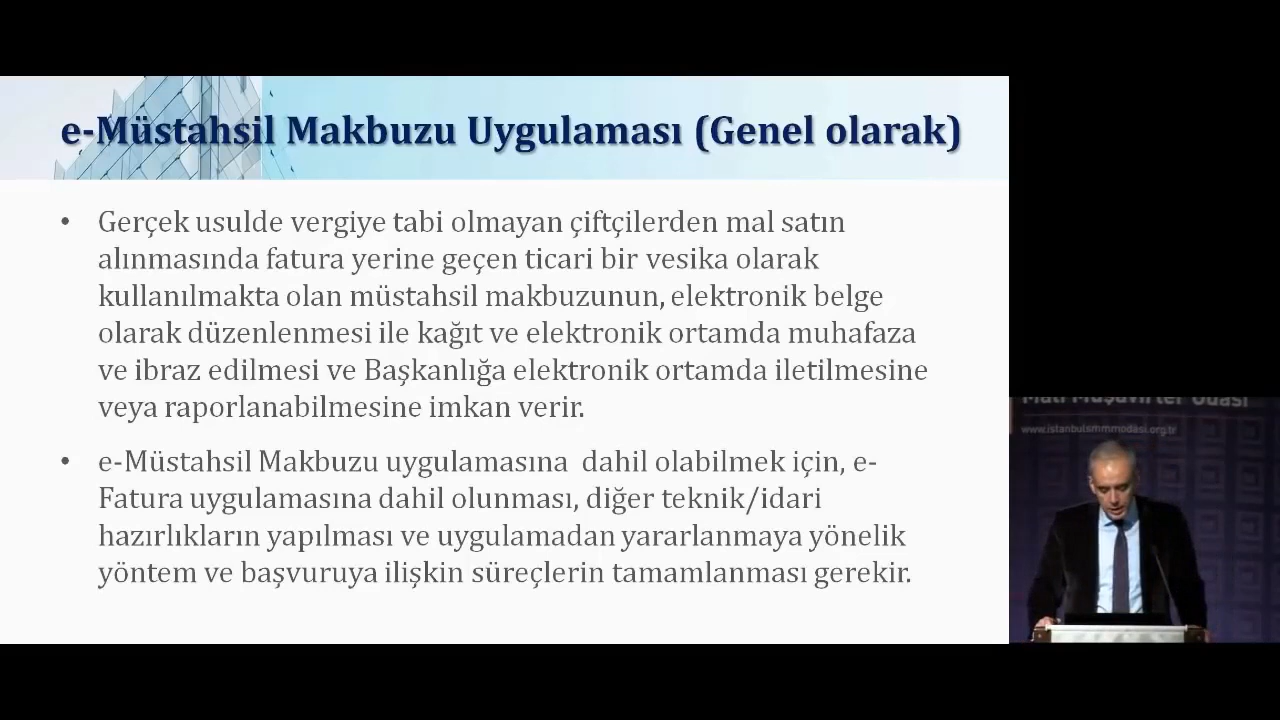 e-Müstahsil Makbuzu Uygulaması (Genel olarak)
• Gerçek usulde vergiye tabi olmayan çiftçilerden mal satın
alınmasında fatura yerine geçen ticari bir vesika olarak
kullanılmakta olan müstahsil makbuzunun, elektronik belge
olarak düzenlenmesi ile kağıt ve elektronik ortamda muhafaza
ve ibraz edilmesi ve Başkanlığa elektronik ortamda iletilmesine
veya raporlanabilmesine imkan verir.
• e-Müstahsil Makbuzu uygulamasına dahil olabilmek için, e-
Fatura uygulamasına dahil olunması, diğer teknik/idari
hazırlıkların yapılması ve uygulamadan yararlanmaya yönelik
yöntem ve başvuruya ilişkin süreçlerin tamamlanması gerekir.
Mali Müşavirler Odası
www.istanbulsmmmodasi.org.tr